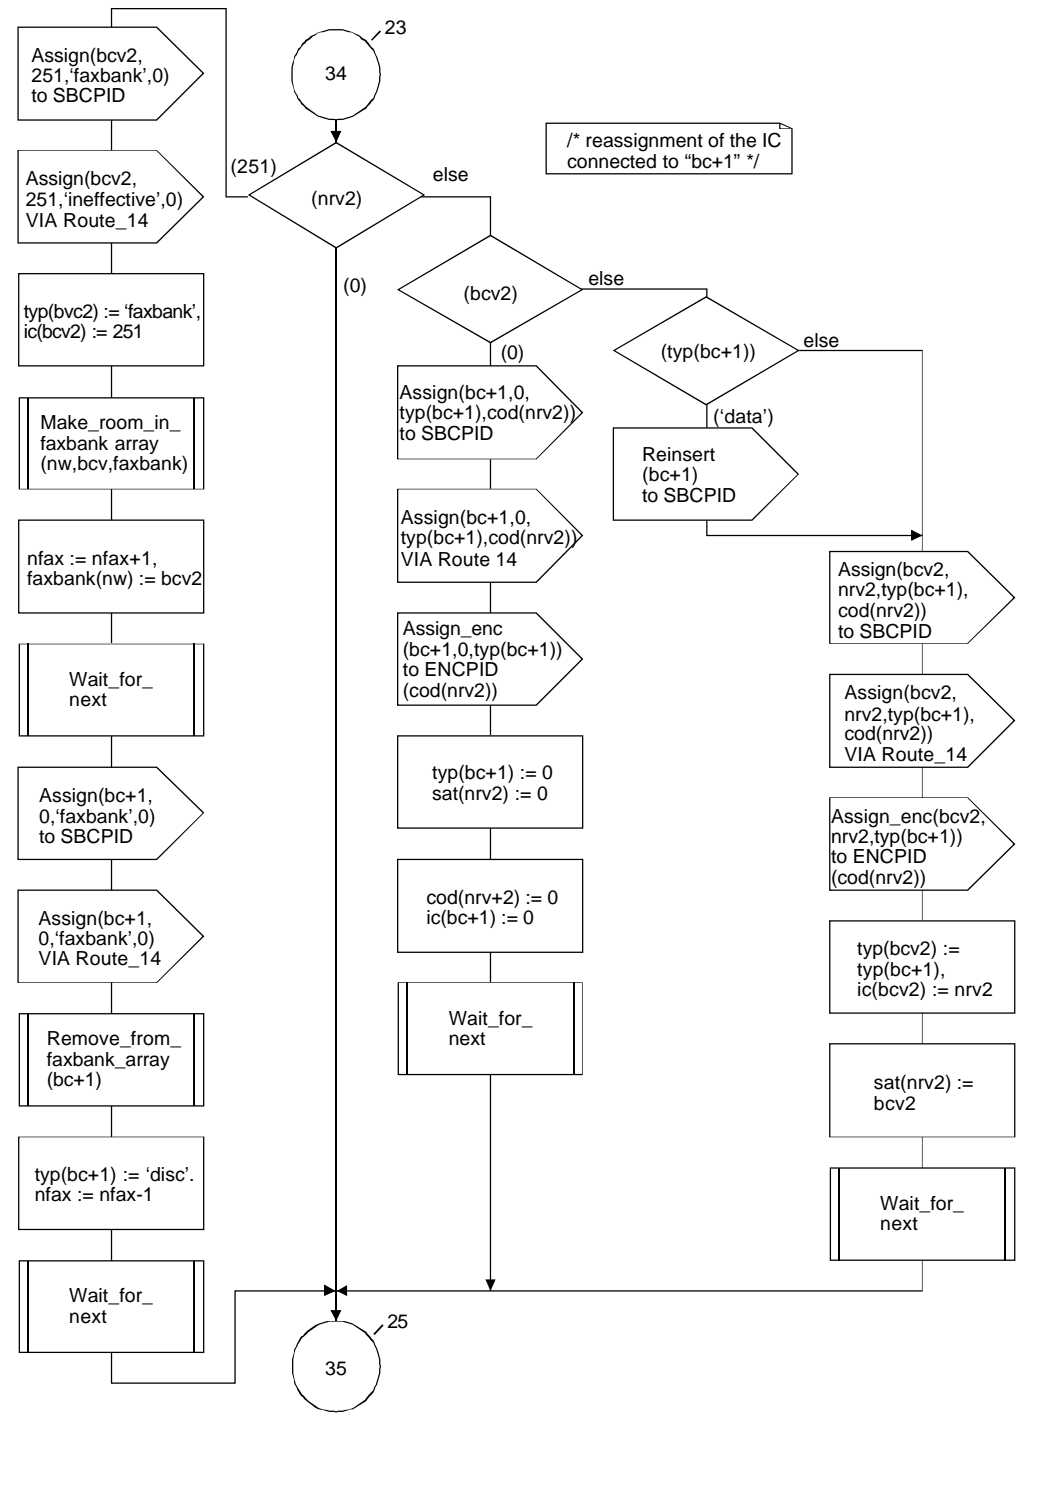 23
34
/* reassignment of the IC
connected to “bc+1” */
(nrv2)
(251)
else
(0)
Assign(bcv2,
251,‘faxbank’,0)
to SBCPID
Assign(bcv2,
251,‘ineffective’,0)
VIA Route_14
typ(bvc2) := ‘faxbank’,
ic(bcv2) := 251
Make_room_in_
faxbank array
(nw,bcv,faxbank)
nfax := nfax+1,
faxbank(nw) := bcv2
Wait_for_
next
Assign(bc+1,
0,‘faxbank’,0)
to SBCPID
Assign(bc+1,
0,‘faxbank’,0)
VIA Route_14
Remove_from_
faxbank_array
(bc+1)
typ(bc+1) := ‘disc’.
nfax := nfax-1
Wait_for_
next
(bcv2)
else
(0)
Assign(bc+1,0,
typ(bc+1),cod(nrv2))
to SBCPID
Assign(bc+1,0,
typ(bc+1),cod(nrv2))
VIA Route 14
Assign_enc
(bc+1,0,typ(bc+1))
to ENCPID
(cod(nrv2))
typ(bc+1) := 0
sat(nrv2) := 0
cod(nrv+2) := 0
ic(bc+1) := 0
Wait_for_
next
(typ(bc+1))
else
(‘data’)
Reinsert
(bc+1)
to SBCPID
Assign(bcv2,
nrv2,typ(bc+1),
cod(nrv2))
to SBCPID
Assign(bcv2,
nrv2,typ(bc+1),
cod(nrv2))
VIA Route_14
Assign_enc(bcv2,
nrv2,typ(bc+1))
to ENCPID
(cod(nrv2))
typ(bcv2) :=
typ(bc+1),
ic(bcv2) := nrv2
sat(nrv2) :=
bcv2
Wait_for_
next
25
35